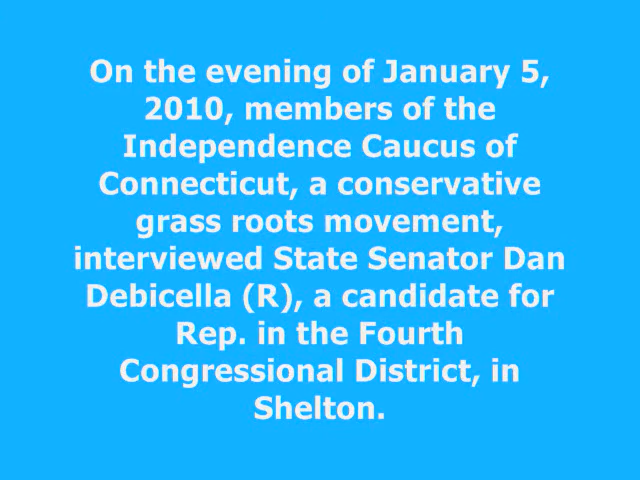 On the evening of January 5,
2010, members of the
Independence Caucus of
Connecticut, a conservative
grass roots movement,
interviewed State Senator Dan
Debicella (R), a candidate for
Rep. in the Fourth
Congressional District, in
Shelton.